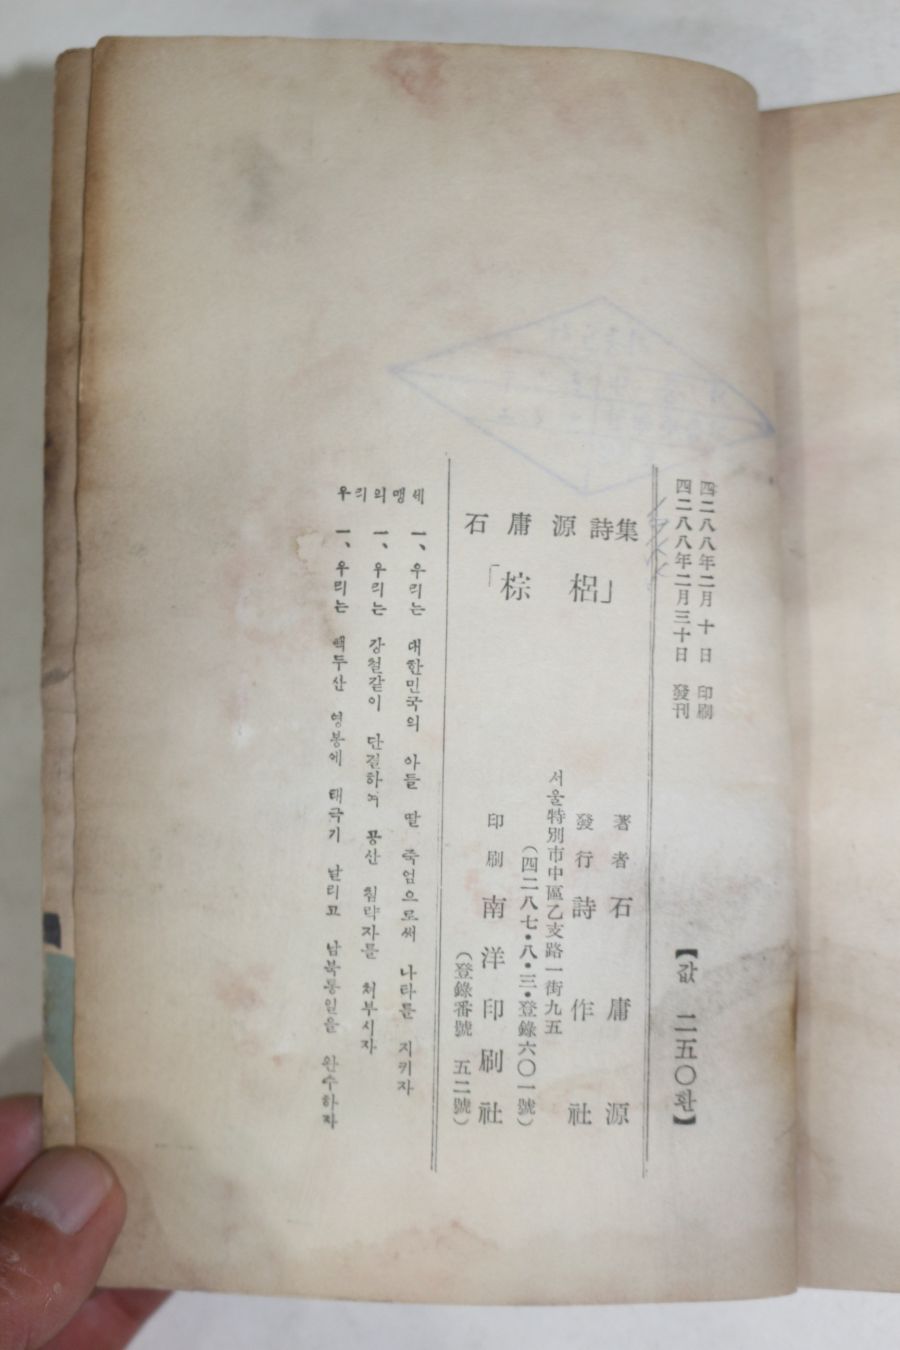 四二八八年二月 十 日 印刷
四二八八年二月三十日 發刊
【값 二五〇환】
石庸源詩集
「棕梠」
著者 石庸源
發行 詩作社
서울特別市中區乙支路一街九五
(四二八七・八・三・登錄六〇一號)
印刷 南洋印刷社
(登錄番號 五二號)
우리의 맹세
一、우리는 대한민국의 아들 딸 죽엄으로써 나라를 지키자
一、우리는 강철같이 단결하여 공산 침략자를 처부시자
一、우리는 백두산 영봉에 태극기 날리고 남북통일을 완수하자